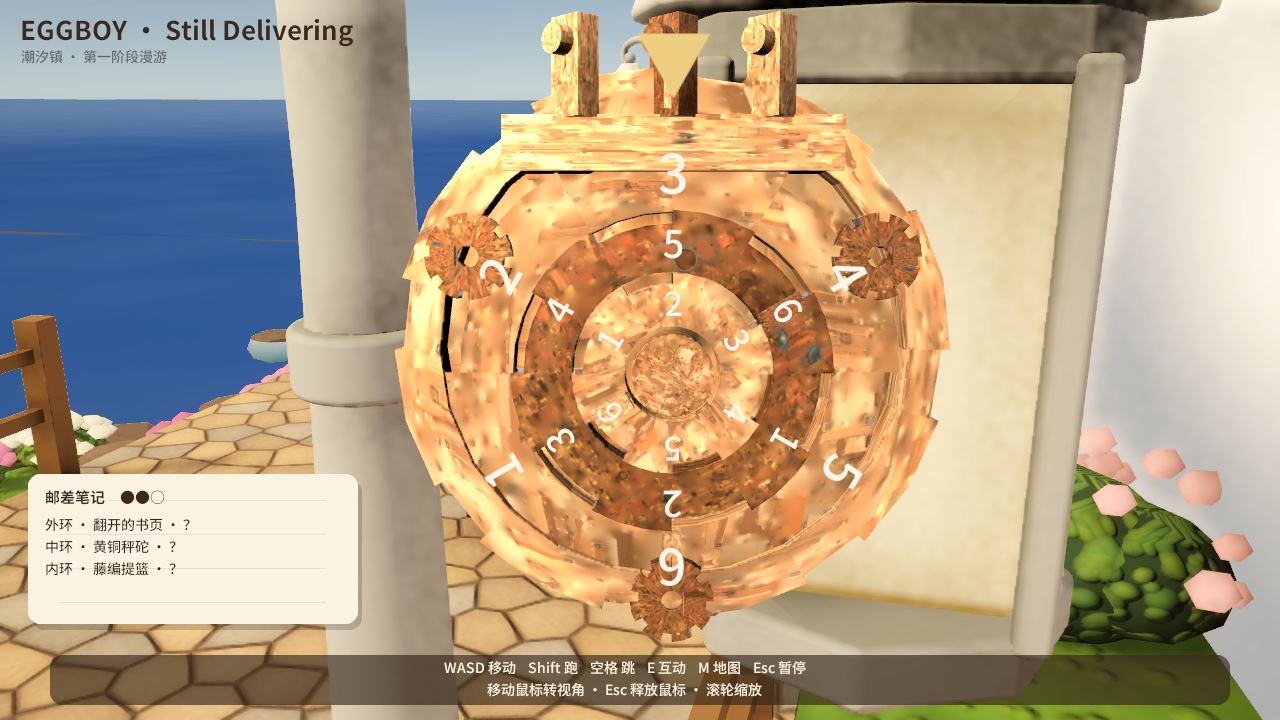 EGGBOY · Still Delivering
潮汐镇 · 第一阶段漫游
3
5
2
2
4
4
6
1
3
6
4
3
1
5
1
5
2
6
邮差笔记 ●●○
外环 · 翻开的书页 · ?
中环 · 黄铜秤砣 · ?
内环 · 藤编提篮 · ?
WASD 移动 Shift 跑 空格 跳 E 互动 M 地图 Esc 暂停
移动鼠标转视角 · Esc 释放鼠标 · 滚轮缩放